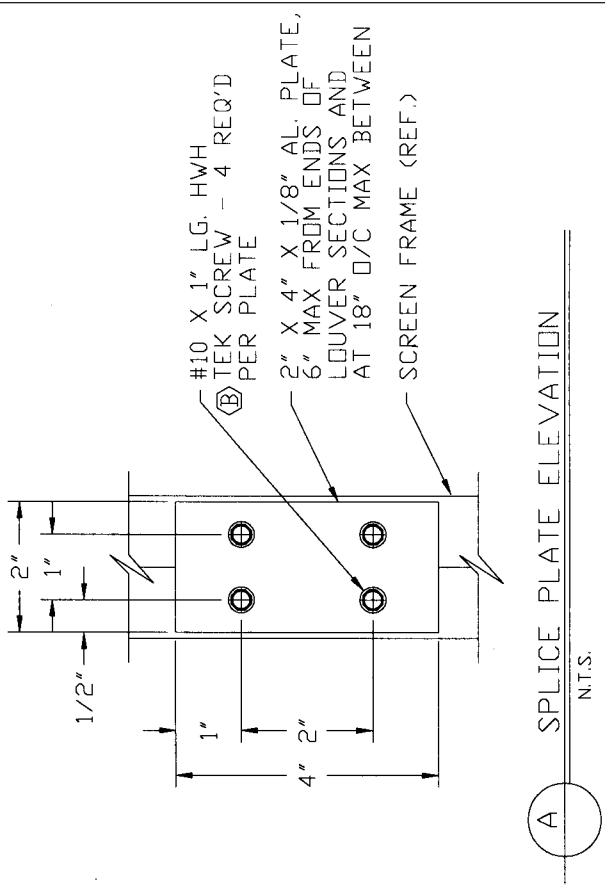 2"
1"
1/2"
1"
2"
4"
#10 X 1" LG. HWH
TEK SCREW - 4 REQ'D
B
PER PLATE
2" X 4" X 1/8" AL. PLATE,
6" MAX FROM ENDS OF
LOUVER SECTIONS AND
AT 18" O/C MAX BETWEEN
SCREEN FRAME (REF.)
A
SPLICE PLATE ELEVATION
N.T.S.